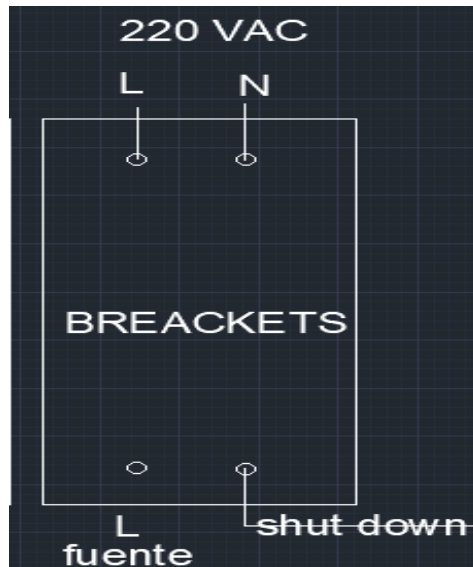 220 VAC
L N
BREACKETS
L shut down
fuente